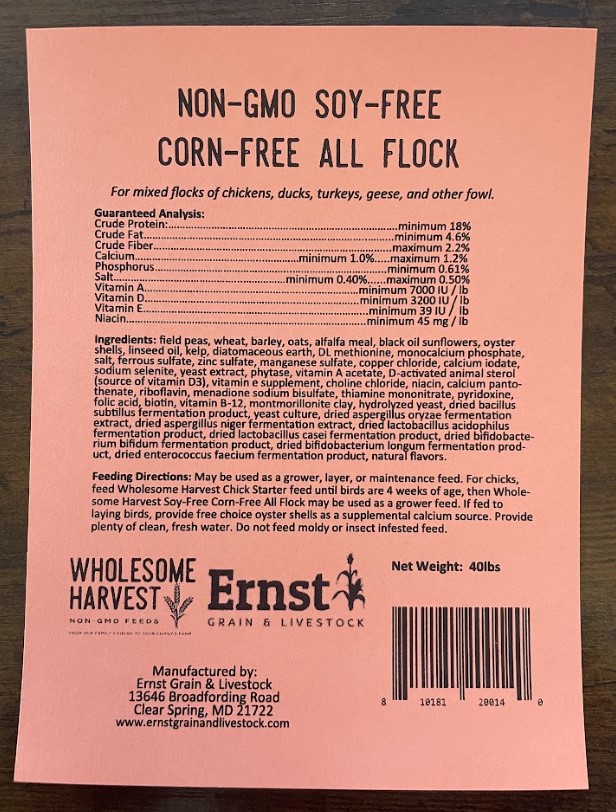 NON-GMO SOY-FREE
CORN-FREE ALL FLOCK
For mixed flocks of chickens, ducks, turkeys, geese, and other fowl.
Guaranteed Analysis:
Crude Protein:...minimum 18%
Crude Fat...minimum 4.6%
Crude Fiber...maximum 2.2%
Calcium...minimum 1.0%.....maximum 1.2%
Phosphorus...minimum 0.61%
Salt...minimum 0.40%.....maximum 0.50%
Vitamin A...minimum 7000 IU / lb
Vitamin D...minimum 3200 IU / lb
Vitamin E...minimum 39 IU / lb
Niacin...minimum 45 mg / lb
Ingredients: field peas, wheat, barley, oats, alfalfa meal, black oil sunflowers, oyster
shells, linseed oil, kelp, diatomaceous earth, DL methionine, monocalcium phosphate,
salt, ferrous sulfate, zinc sulfate, manganese sulfate, copper chloride, calcium iodate,
sodium selenite, yeast extract, phytase, vitamin A acetate, D-activated animal sterol
(source of vitamin D3), vitamin e supplement, choline chloride, niacin, calcium panto-
thenate, riboflavin, menadione sodium bisulfate, thiamine mononitrate, pyridoxine,
folic acid, biotin, vitamin B-12, montmorillonite clay, hydrolyzed yeast, dried bacillus
subtillus fermentation product, yeast culture, dried aspergillus oryzae fermentation
extract, dried aspergillus niger fermentation extract, dried lactobacillus acidophilus
fermentation product, dried lactobacillus casei fermentation product, dried bifidobacte-
rium bifidum fermentation product, dried bifidobacterium longum fermentation prod-
uct, dried enterococcus faecium fermentation product, natural flavors.
Feeding Directions: May be used as a grower, layer, or maintenance feed. For chicks,
feed Wholesome Harvest Chick Starter feed until birds are 4 weeks of age, then Whole-
some Harvest Soy-Free Corn-Free All Flock may be used as a grower feed. If fed to
laying birds, provide free choice oyster shells as a supplemental calcium source. Provide
plenty of clean, fresh water. Do not feed moldy or insect infested feed.
WHOLESOME
HARVEST
NON-GMO FEEDS
FROM OUR FAMILY'S FIELDS TO YOUR FAMILY'S FARM
Ernst
GRAIN & LIVESTOCK
Net Weight: 40lbs
8 10181 20014 0
Manufactured by:
Ernst Grain & Livestock
13646 Broadfording Road
Clear Spring, MD 21722
www.ernstgrainandlivestock.com